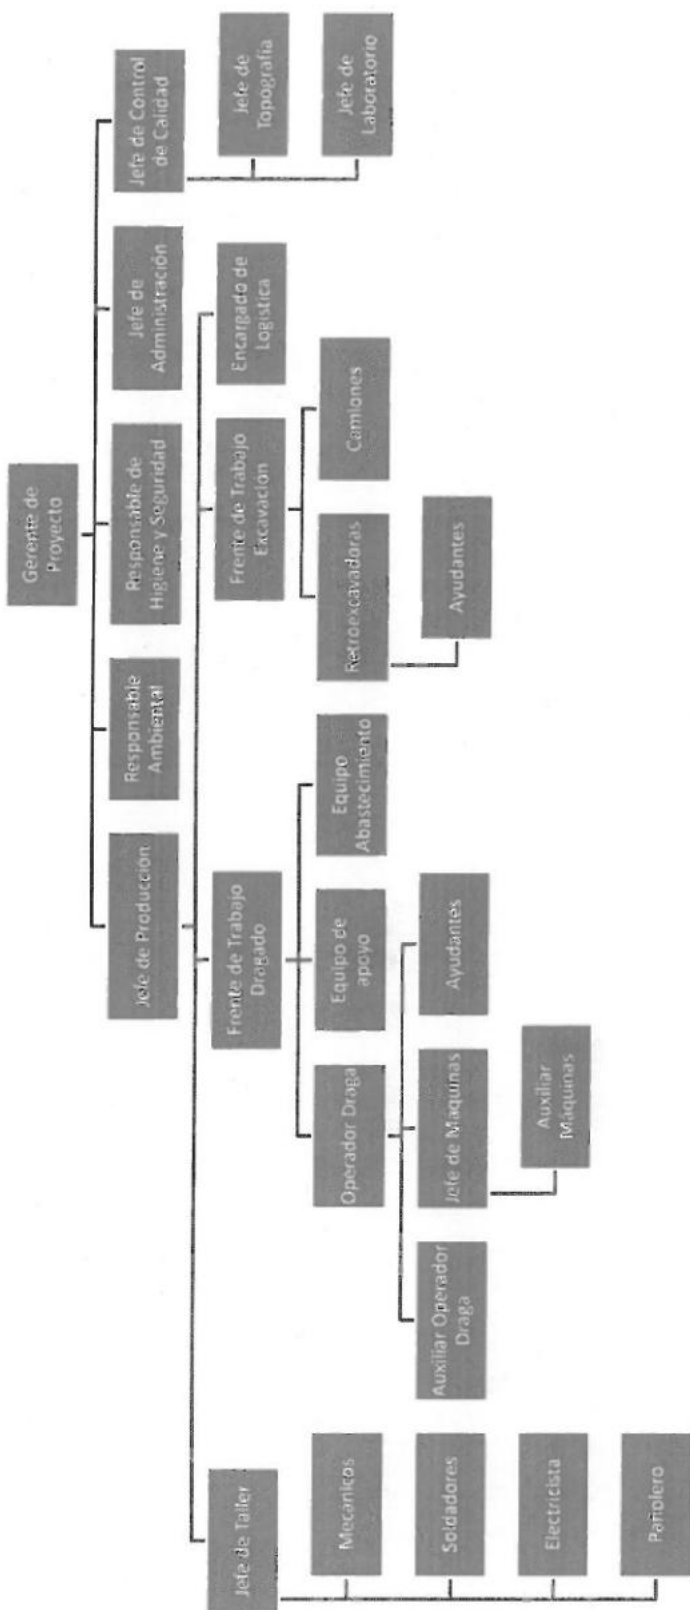 Gerente de
Proyecto
Jefe de Producción
Responsable
Ambiental
Responsable de
Higiene y Seguridad
Jefe de
Administración
Jefe de Control
de Calidad
Jefe de Taller
Frente de Trabajo
Dragado
Frente de Trabajo
Excavación
Encargado de
Logistica
Jefe de
Topografía
Jefe de
Laboratorio
Mecanicos
Soldadores
Electricista
Pañolero
Operador Draga
Equipo de
apoyo
Equipo
Abastecimiento
Retroexcavadoras
Camiones
Auxiliar Operador
Draga
Jefe de Maquinas
Ayudantes
Ayudantes
Auxiliar
Máquinas